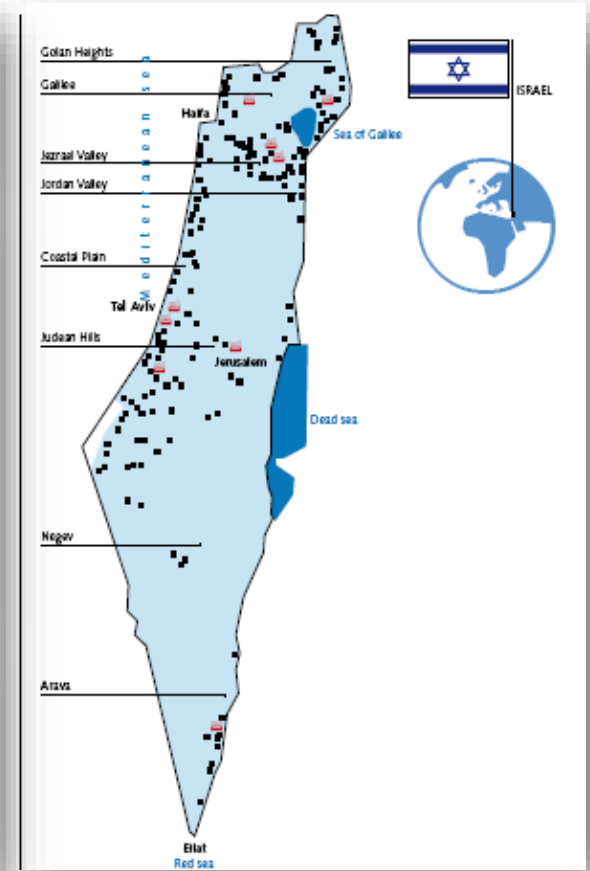 Golan Heights
Galilee
Haifa
Jezrael Valley
Jordan Valley
Coastal Plain
Tel Aviv
Judean Hills
Jerusalem
Negev
Arava
Eilat
Red sea
Mediterranean sea
Sea of Galilee
Dead sea
ISRAEL